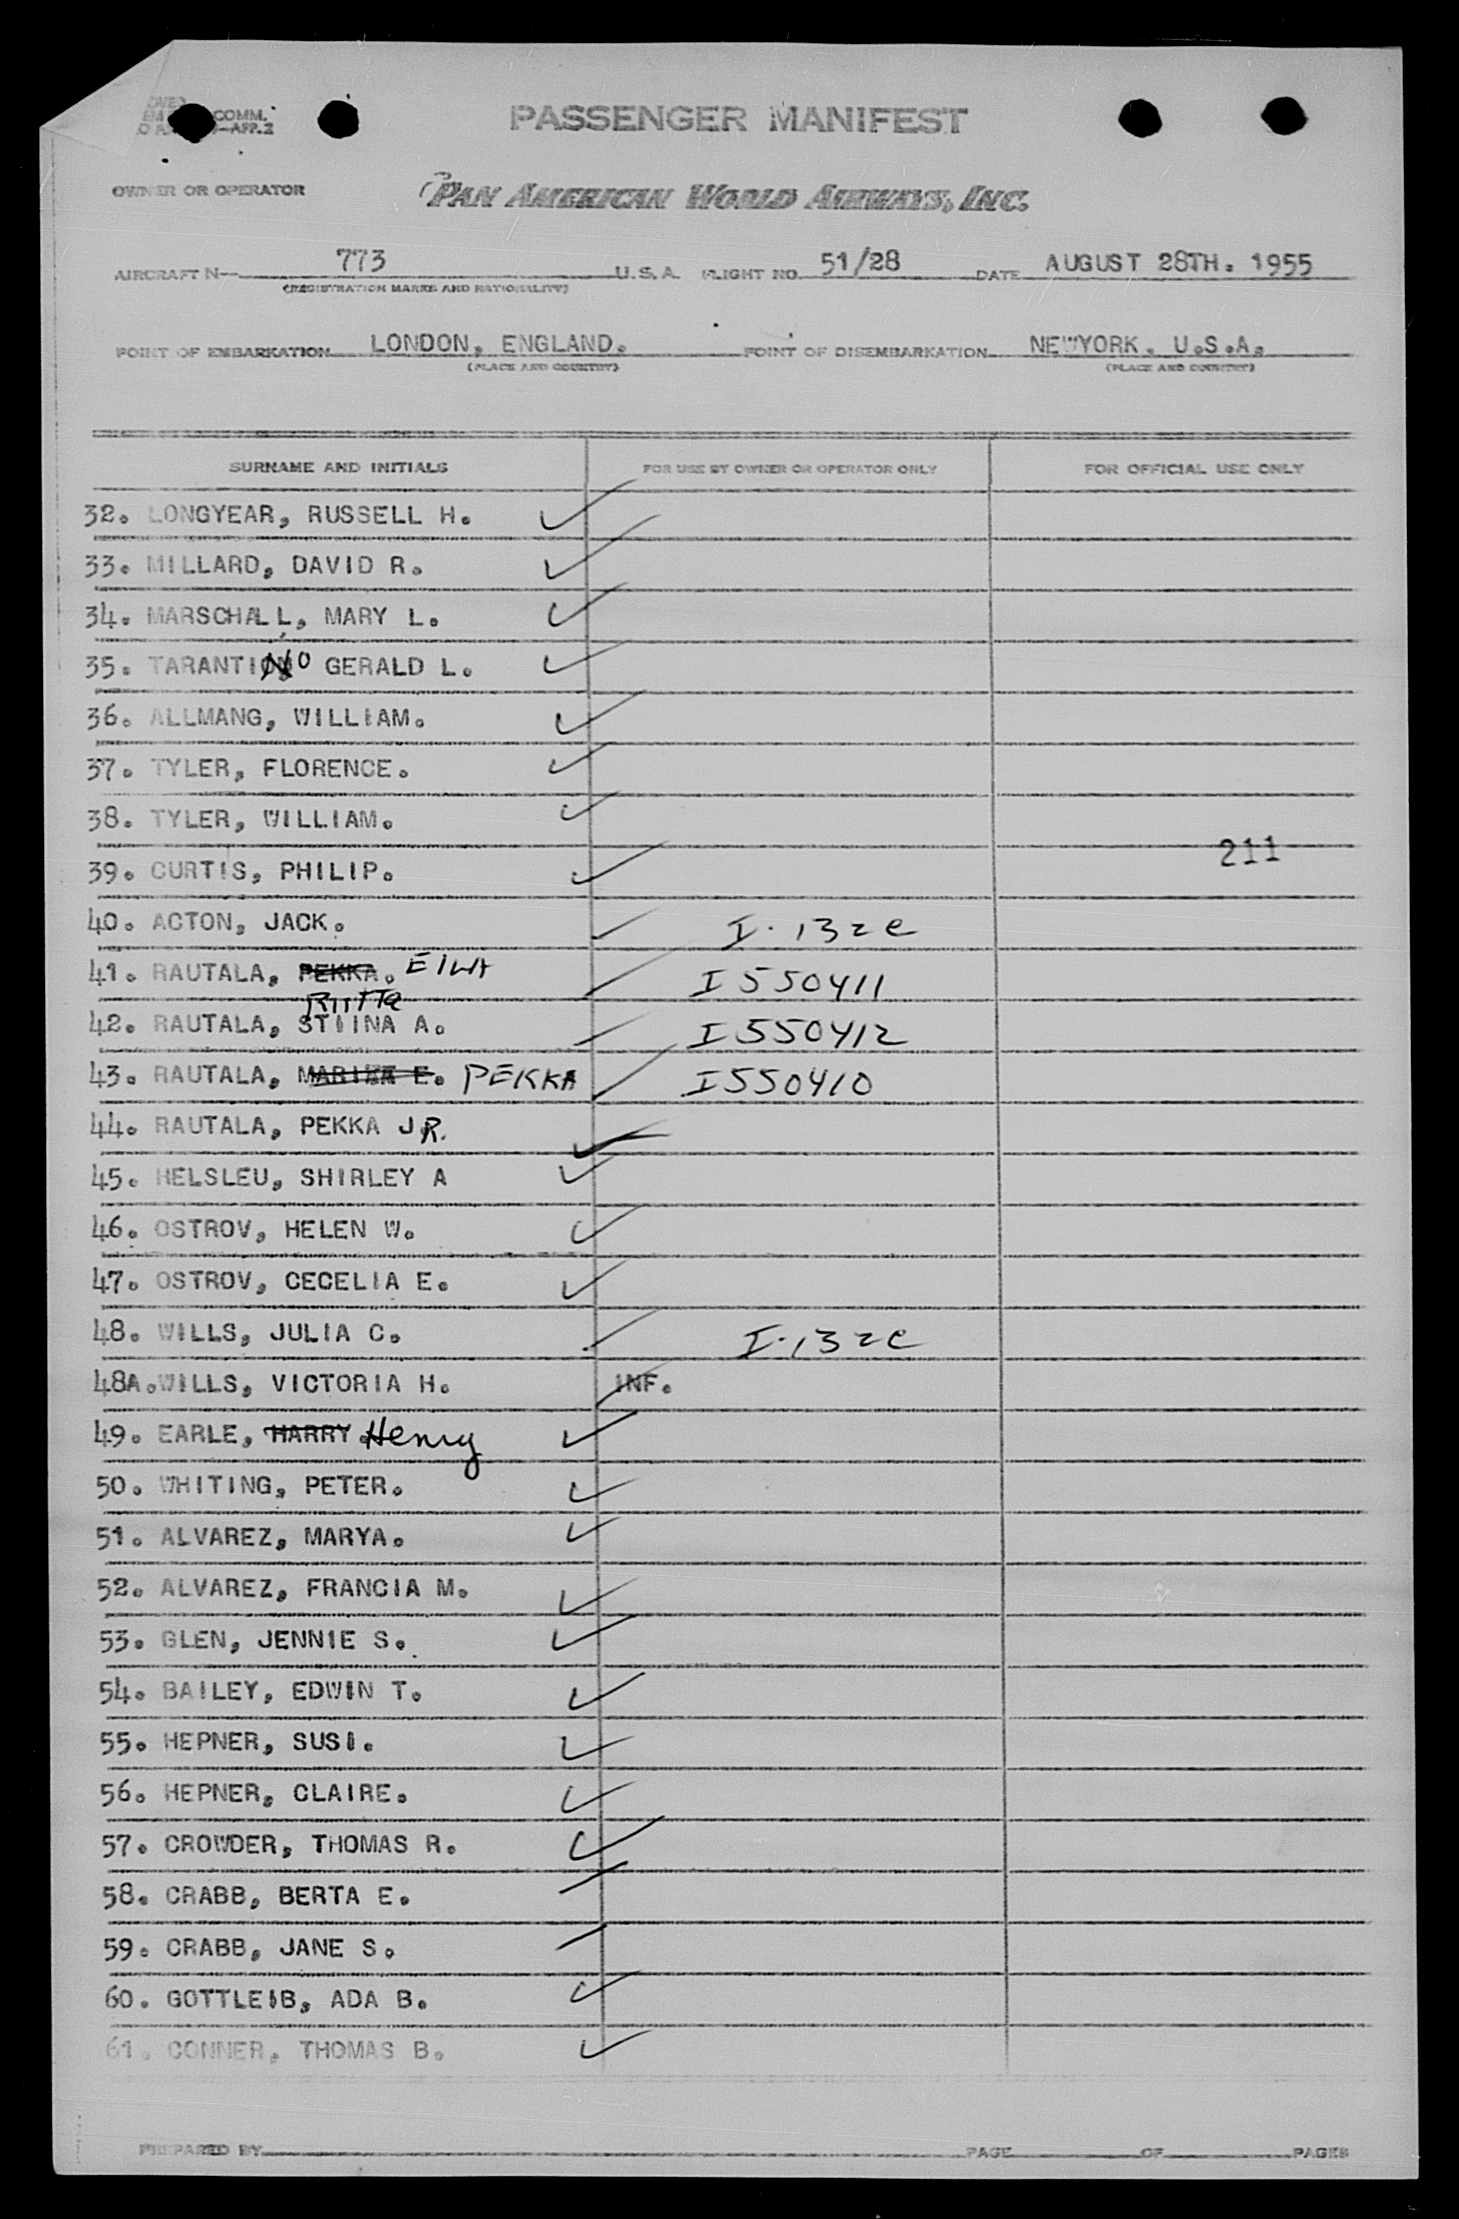 COMM.
—APP.2
PASSENGER MANIFEST
OWNER OR OPERATOR PAN AMERICAN WORLD AIRWAYS, INC.
AIRCRAFT N— 773 U.S.A. FLIGHT NO. 51/28 DATE AUGUST 28TH. 1955
(REGISTRATION MARKS AND NATIONALITY)
POINT OF EMBARKATION LONDON, ENGLAND. POINT OF DISEMBARKATION NEWYORK. U.S.A.
(PLACE AND COUNTRY) (PLACE AND COUNTRY)
SURNAME AND INITIALS FOR USE BY OWNER OR OPERATOR ONLY FOR OFFICIAL USE ONLY
32. LONGYEAR, RUSSELL H.
33. MILLARD, DAVID R.
34. MARSCHALL, MARY L.
35. TARANTINO GERALD L.
36. ALLMANG, WILLIAM.
37. TYLER, FLORENCE.
38. TYLER, WILLIAM.
211
39. CURTIS, PHILIP.
40. ACTON, JACK. I-132c
41. RAUTALA, PEKKA. I550411
Riitta
42. RAUTALA, STIINA A. I550412
43. RAUTALA, MARIKA E. PEKKA I550410
44. RAUTALA, PEKKA JR.
45. HELSLEU, SHIRLEY A
46. OSTROV, HELEN W.
47. OSTROV, CECELIA E.
48. WILLS, JULIA C. I-132c
48A. WILLS, VICTORIA H. INF.
49. EARLE, HARRY. Henry
50. WHITING, PETER.
51. ALVAREZ, MARYA.
52. ALVAREZ, FRANCIA M.
53. GLEN, JENNIE S.
54. BAILEY, EDWIN T.
55. HEPNER, SUSI.
56. HEPNER, CLAIRE.
57. CROWDER, THOMAS R.
58. CRABB, BERTA E.
59. CRABB, JANE S.
60. GOTTLEIB, ADA B.
61. CONNER, THOMAS B.
PREPARED BY PAGE OF PAGES